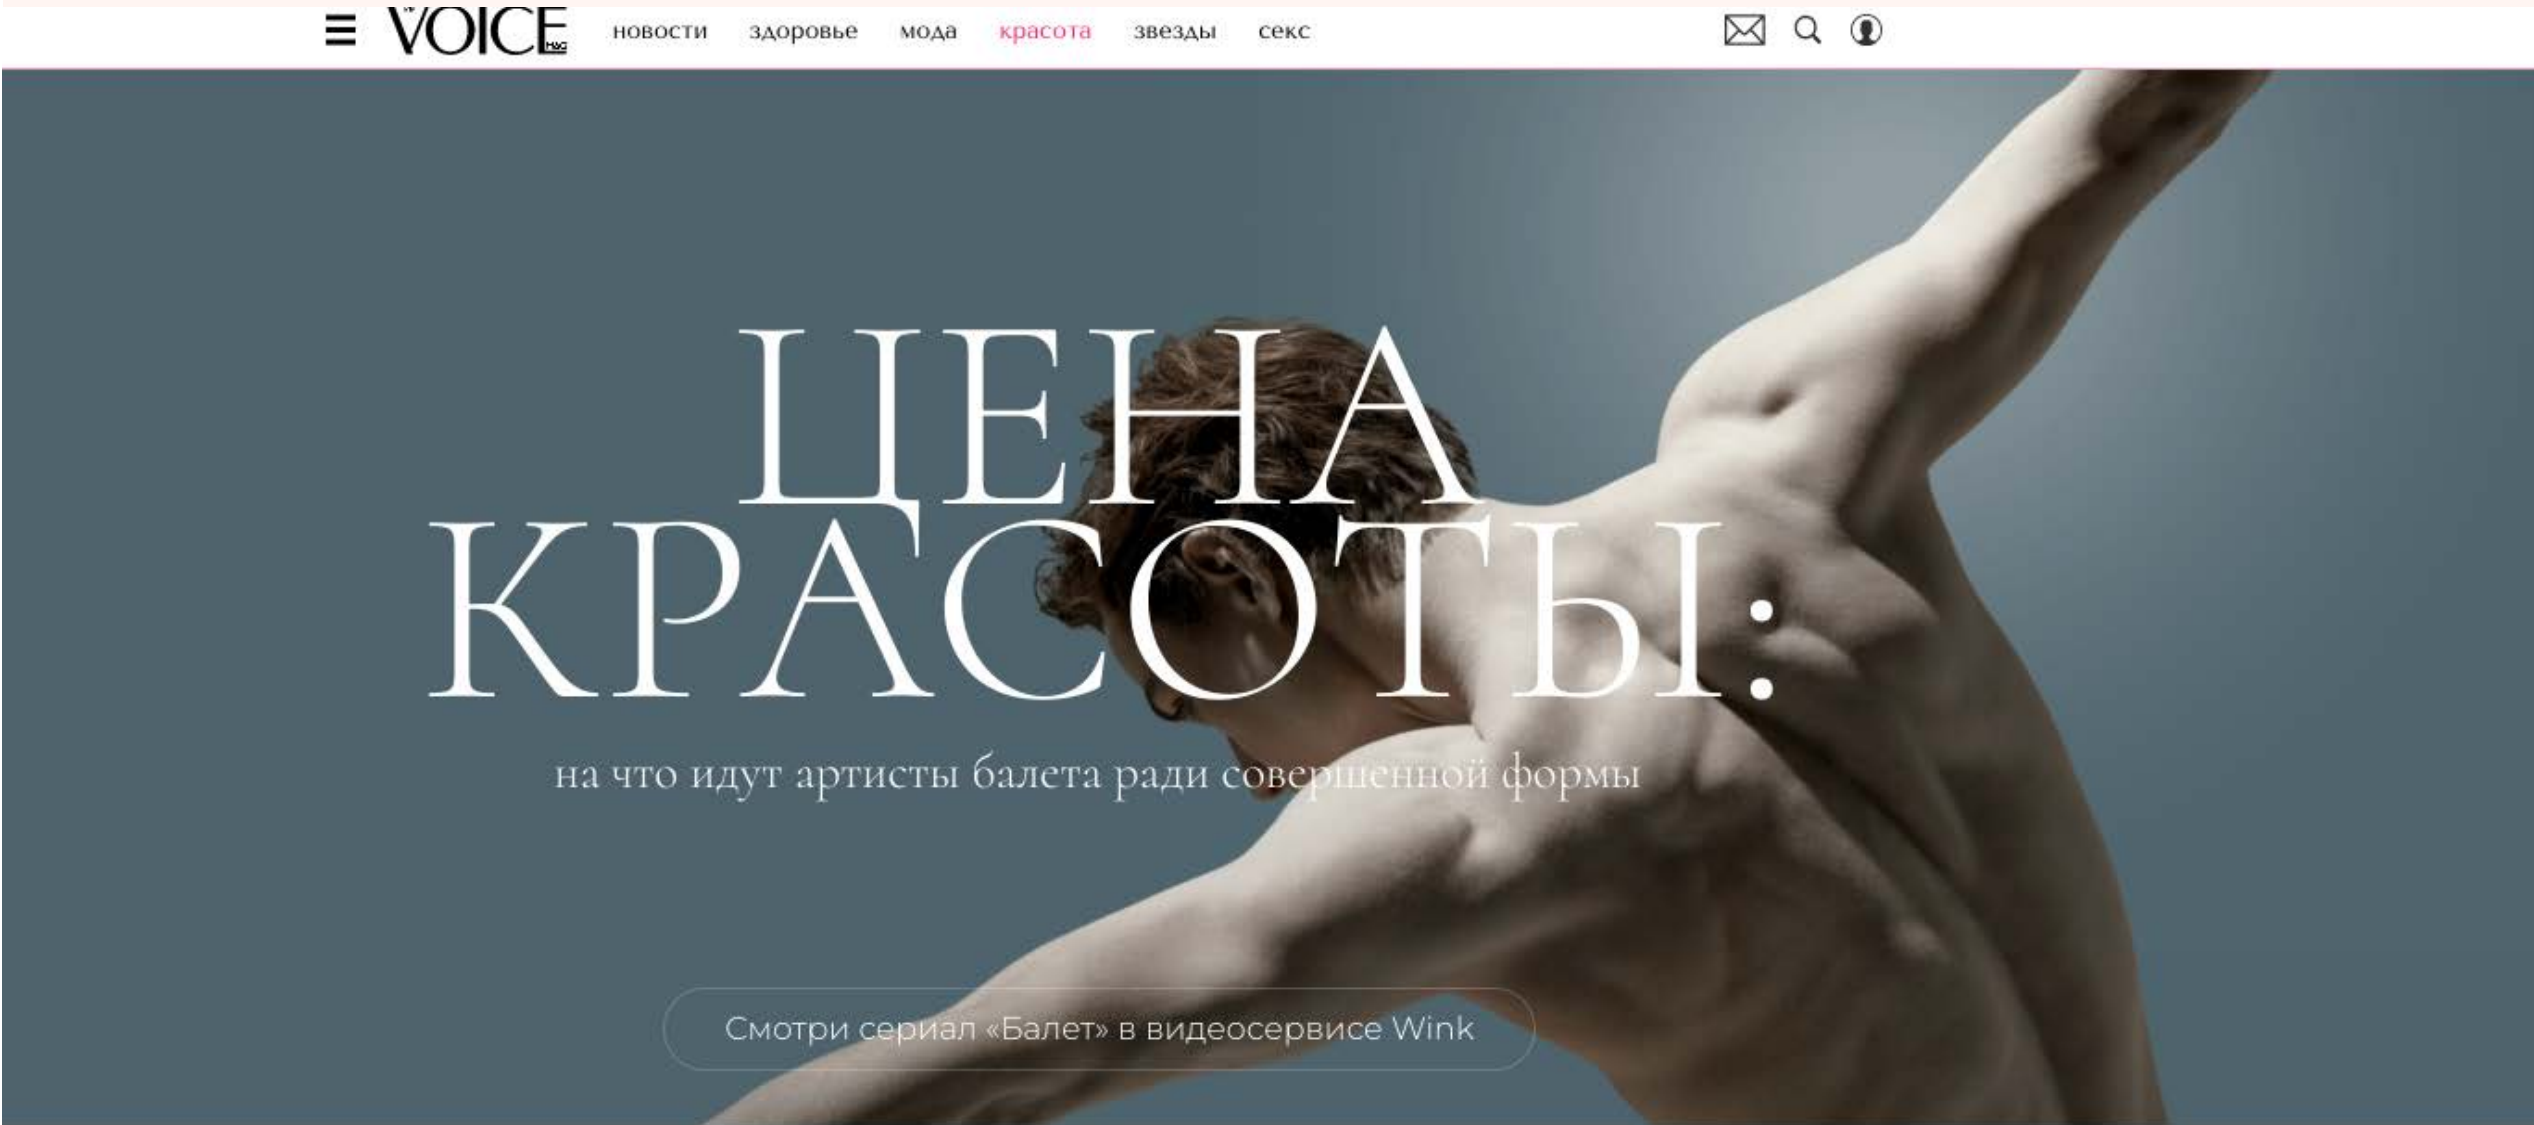 VOICE
MAG
новости здоровье мода красота звезды секс
ЦЕНА
КРАСОТЫ:
на что идут артисты балета ради совершенной формы
Смотри сериал «Балет» в видеосервисе Wink